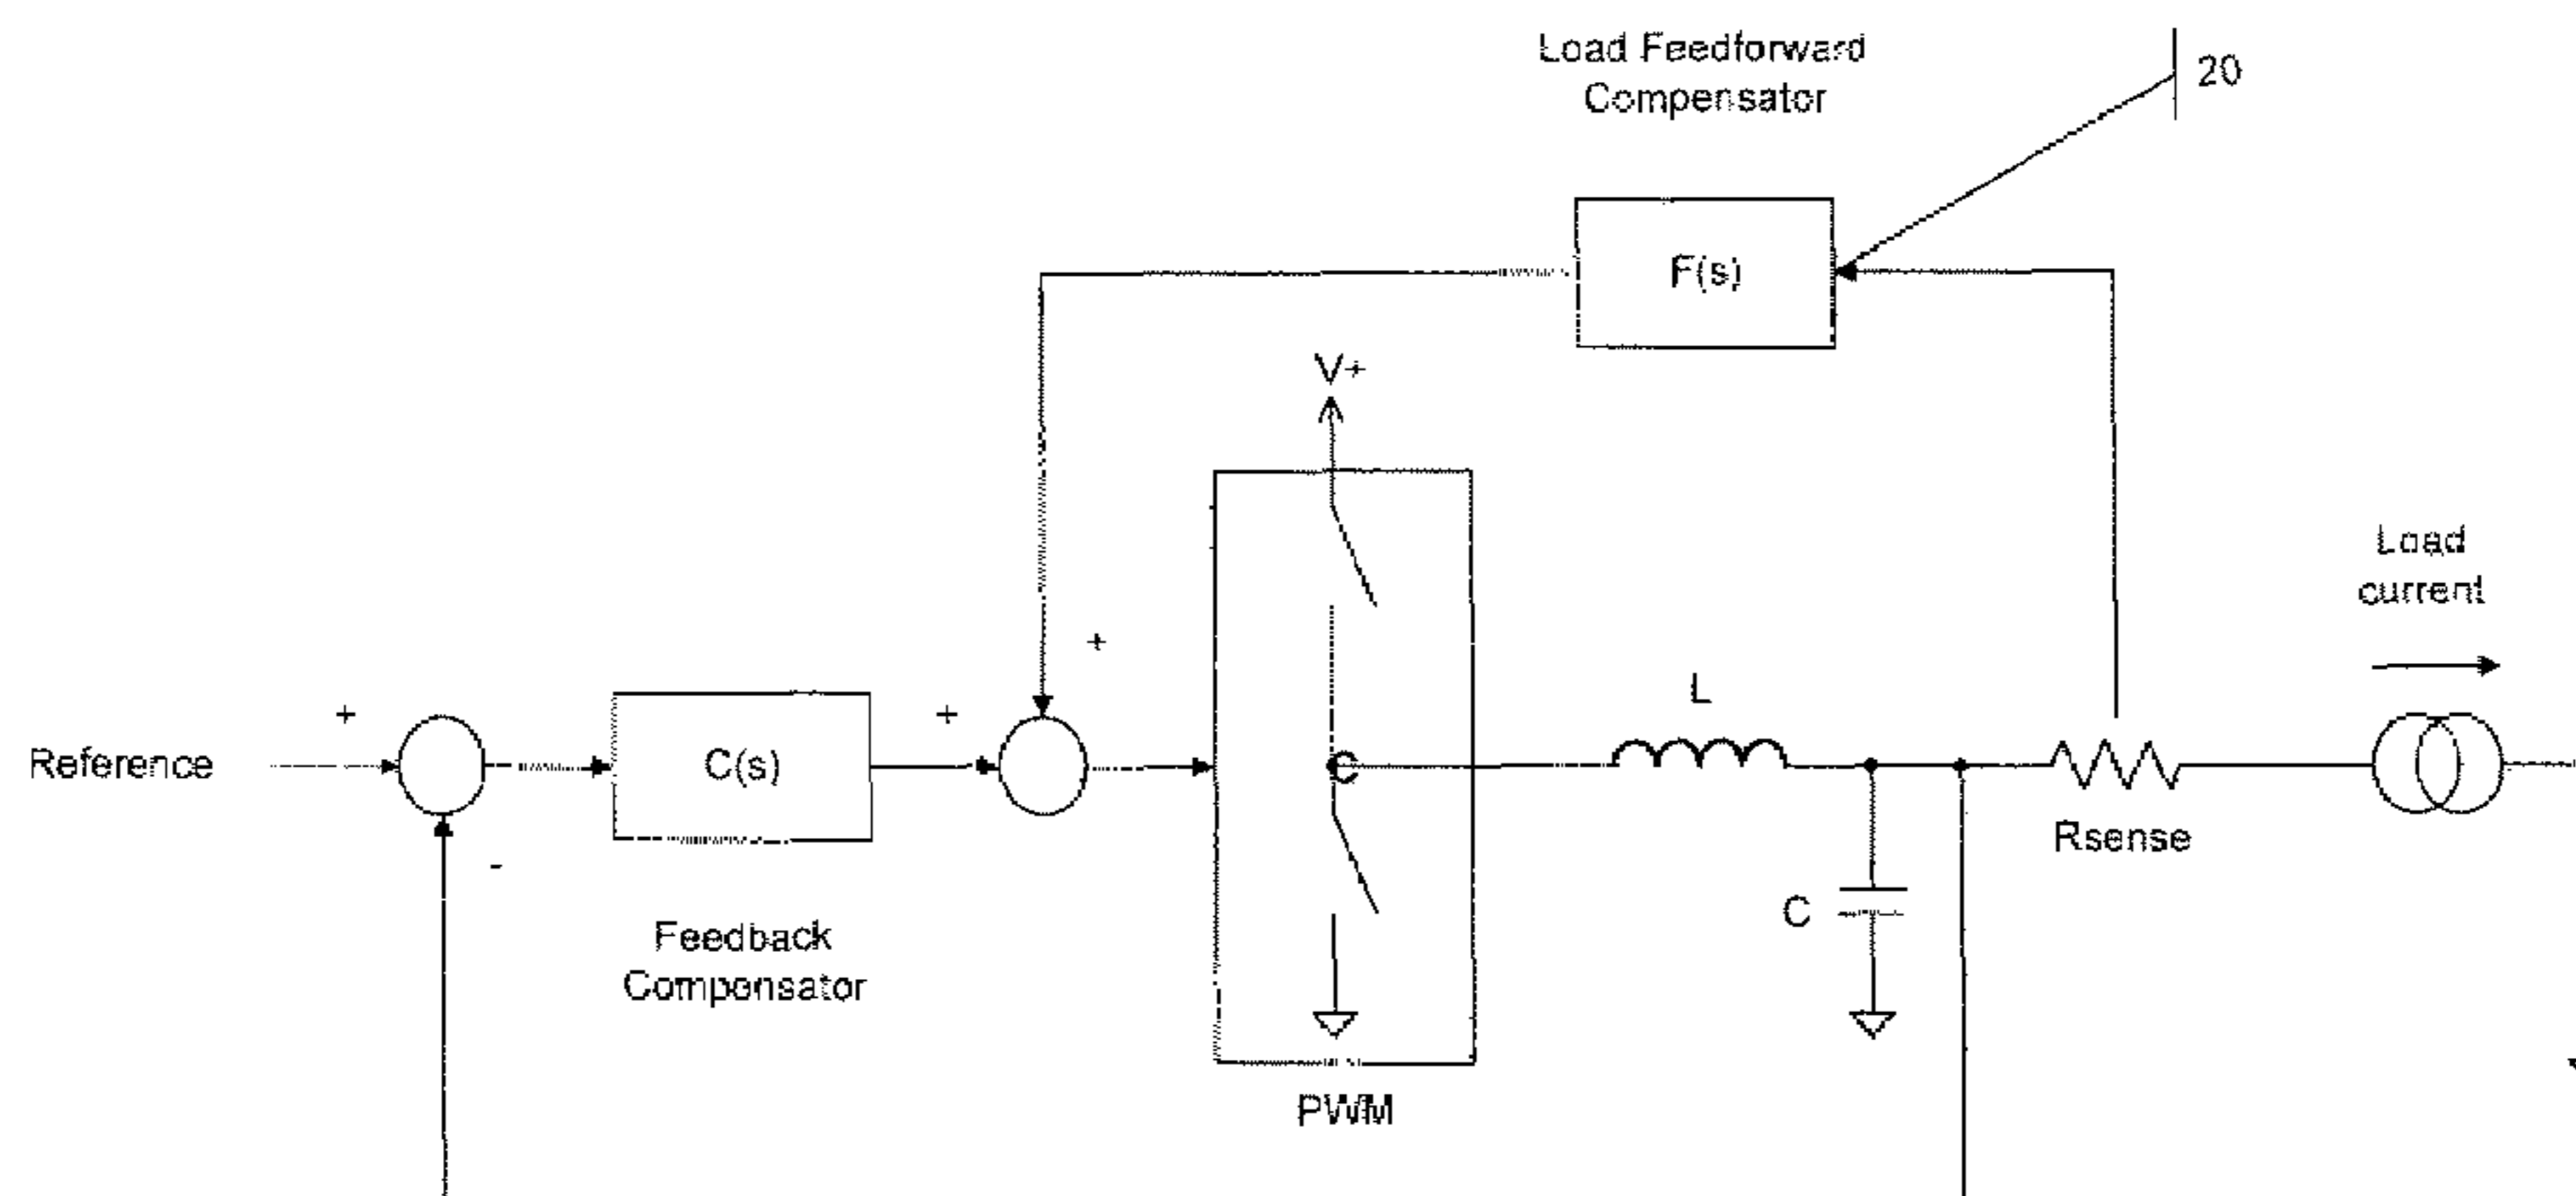 Load Feedforward
Compensator
20
F(s)
V+
Load
current
+
L
+
+
Reference
C(s)
C
Rsense
-
C
Feedback
Compensator
PWM